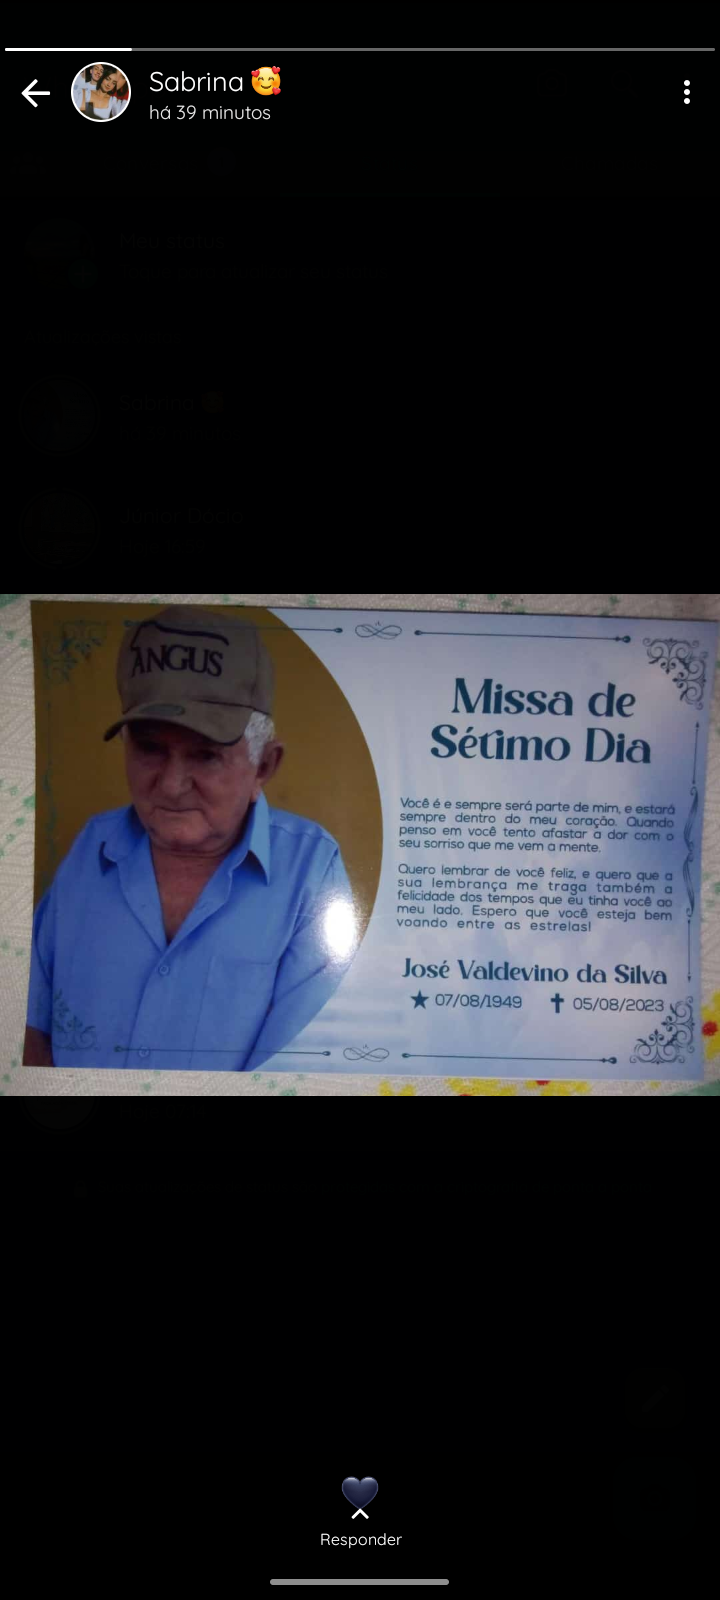 Sabrina 🥰
há 39 minutos
Meu status
Sabrina
ANGUS
Missa de
Sétimo Dia
Você é e sempre será parte de mim, e estará
sempre dentro do meu coração. Quando
penso em você tento afastar a dor com o
seu sorriso que me vem a mente.
Quero lembrar de você feliz, e quero que a
sua lembrança me traga também a
felicidade dos tempos que eu tinha você ao
meu lado. Espero que você esteja bem
voando entre as estrelas!
José Valdevino da Silva
★ 07/08/1949 ✝ 05/08/2023
Responder